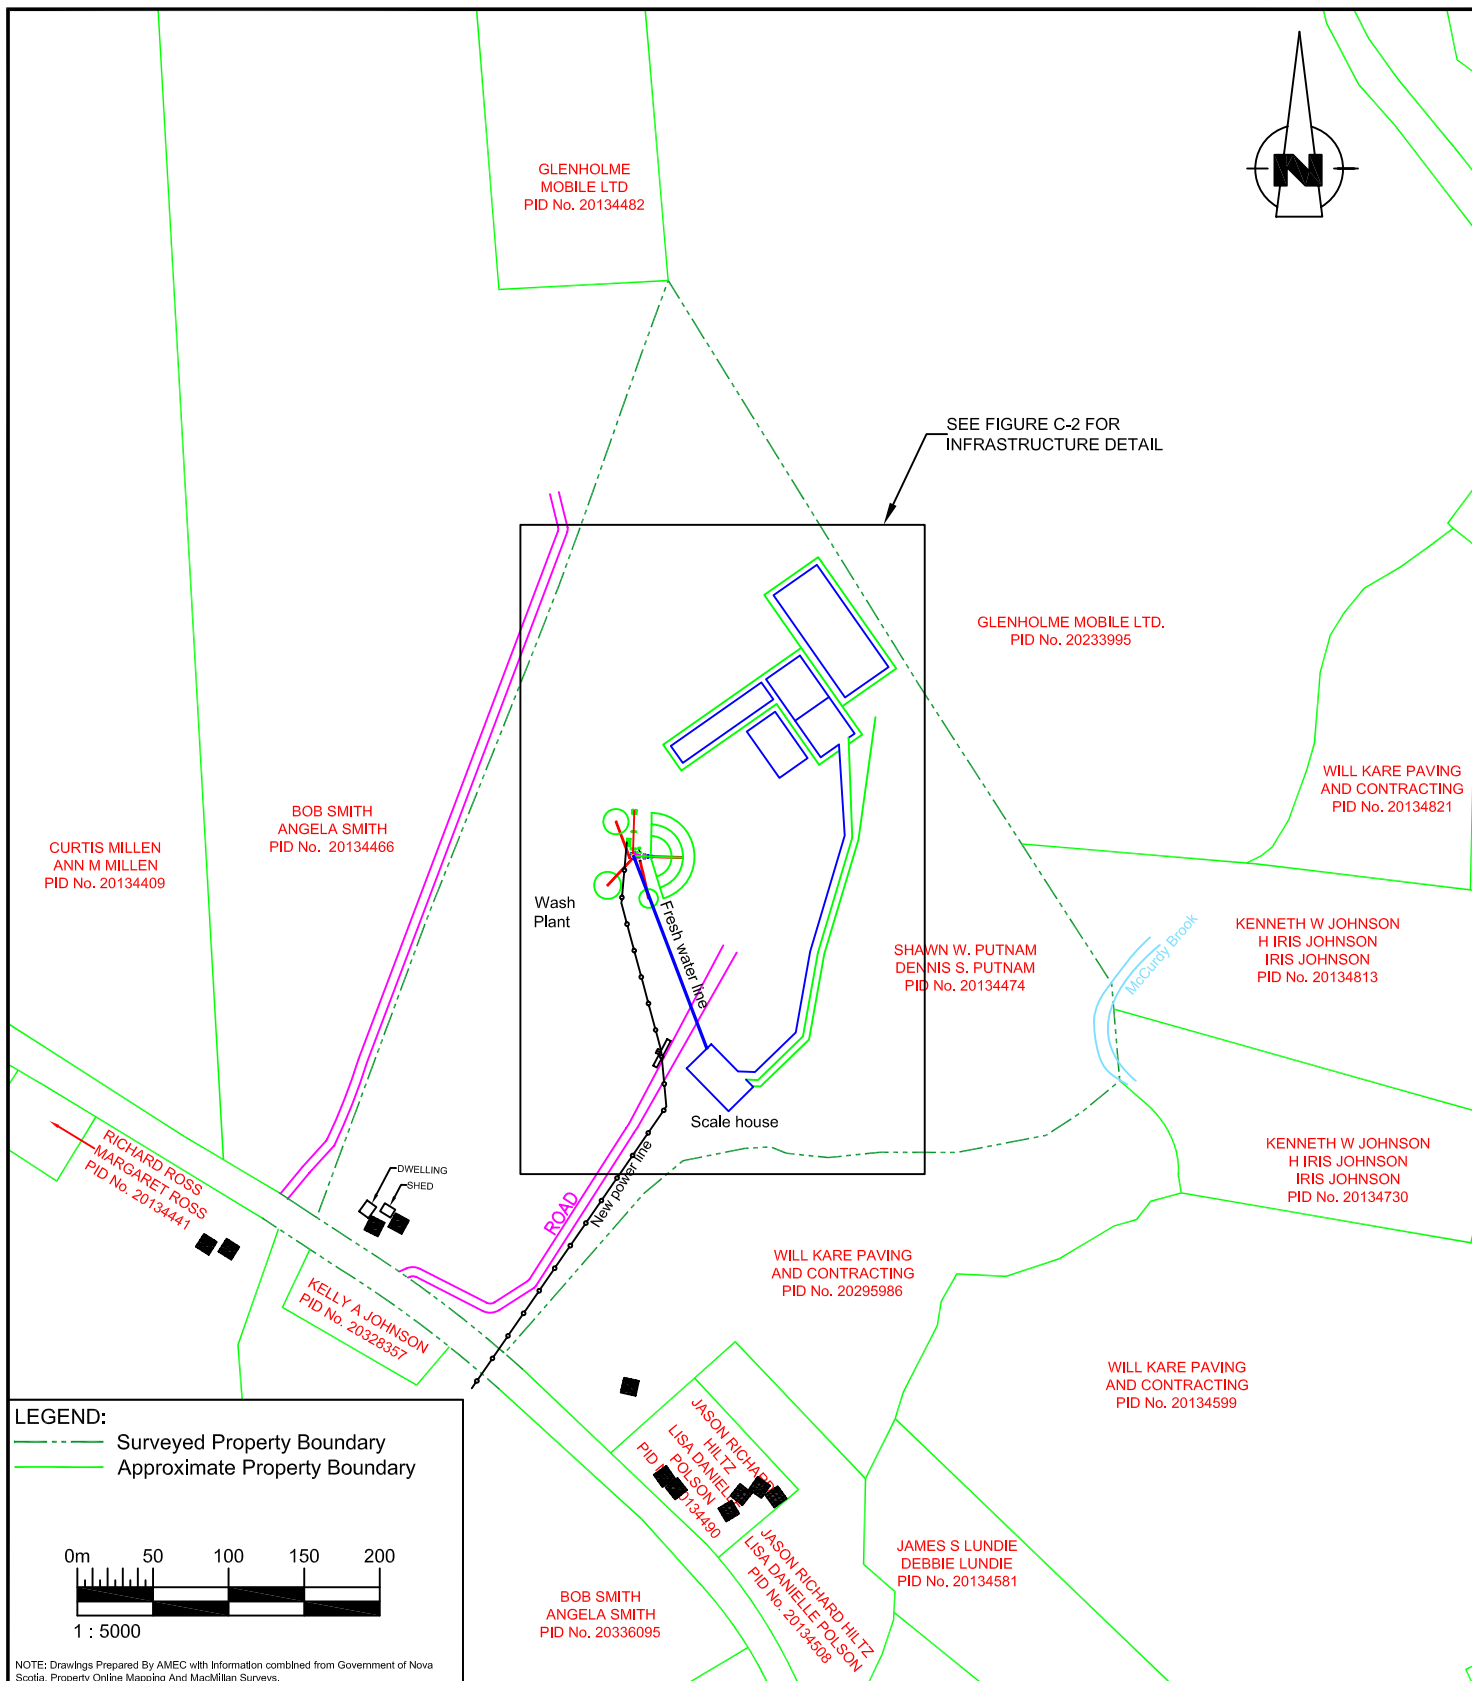 GLENHOLME
MOBILE LTD
PID No. 20134482
N
SEE FIGURE C-2 FOR
INFRASTRUCTURE DETAIL
GLENHOLME MOBILE LTD.
PID No. 20233995
WILL KARE PAVING
AND CONTRACTING
PID No. 20134821
BOB SMITH
ANGELA SMITH
PID No. 20134466
CURTIS MILLEN
ANN M MILLEN
PID No. 20134409
Wash
Plant
Fresh water line
SHAWN W. PUTNAM
DENNIS S. PUTNAM
PID No. 20134474
McCurdy Brook
KENNETH W JOHNSON
H IRIS JOHNSON
IRIS JOHNSON
PID No. 20134813
Scale house
RICHARD ROSS
MARGARET ROSS
PID No. 20134441
DWELLING
SHED
ROAD
New power line
KENNETH W JOHNSON
H IRIS JOHNSON
IRIS JOHNSON
PID No. 20134730
KELLY A JOHNSON
PID No. 20328357
WILL KARE PAVING
AND CONTRACTING
PID No. 20295986
WILL KARE PAVING
AND CONTRACTING
PID No. 20134599
JASON RICHARD
HILTZ
LISA DANIELLE
POLSON
PID 20134490
JASON RICHARD HILTZ
LISA DANIELLE POLSON
PID No. 20134508
JAMES S LUNDIE
DEBBIE LUNDIE
PID No. 20134581
BOB SMITH
ANGELA SMITH
PID No. 20336095
LEGEND:
Surveyed Property Boundary
Approximate Property Boundary
0m 50 100 150 200
1 : 5000
NOTE: Drawings Prepared By AMEC with Information combined from Government of Nova
Scotia, Property Online Mapping And MacMillan Surveys.